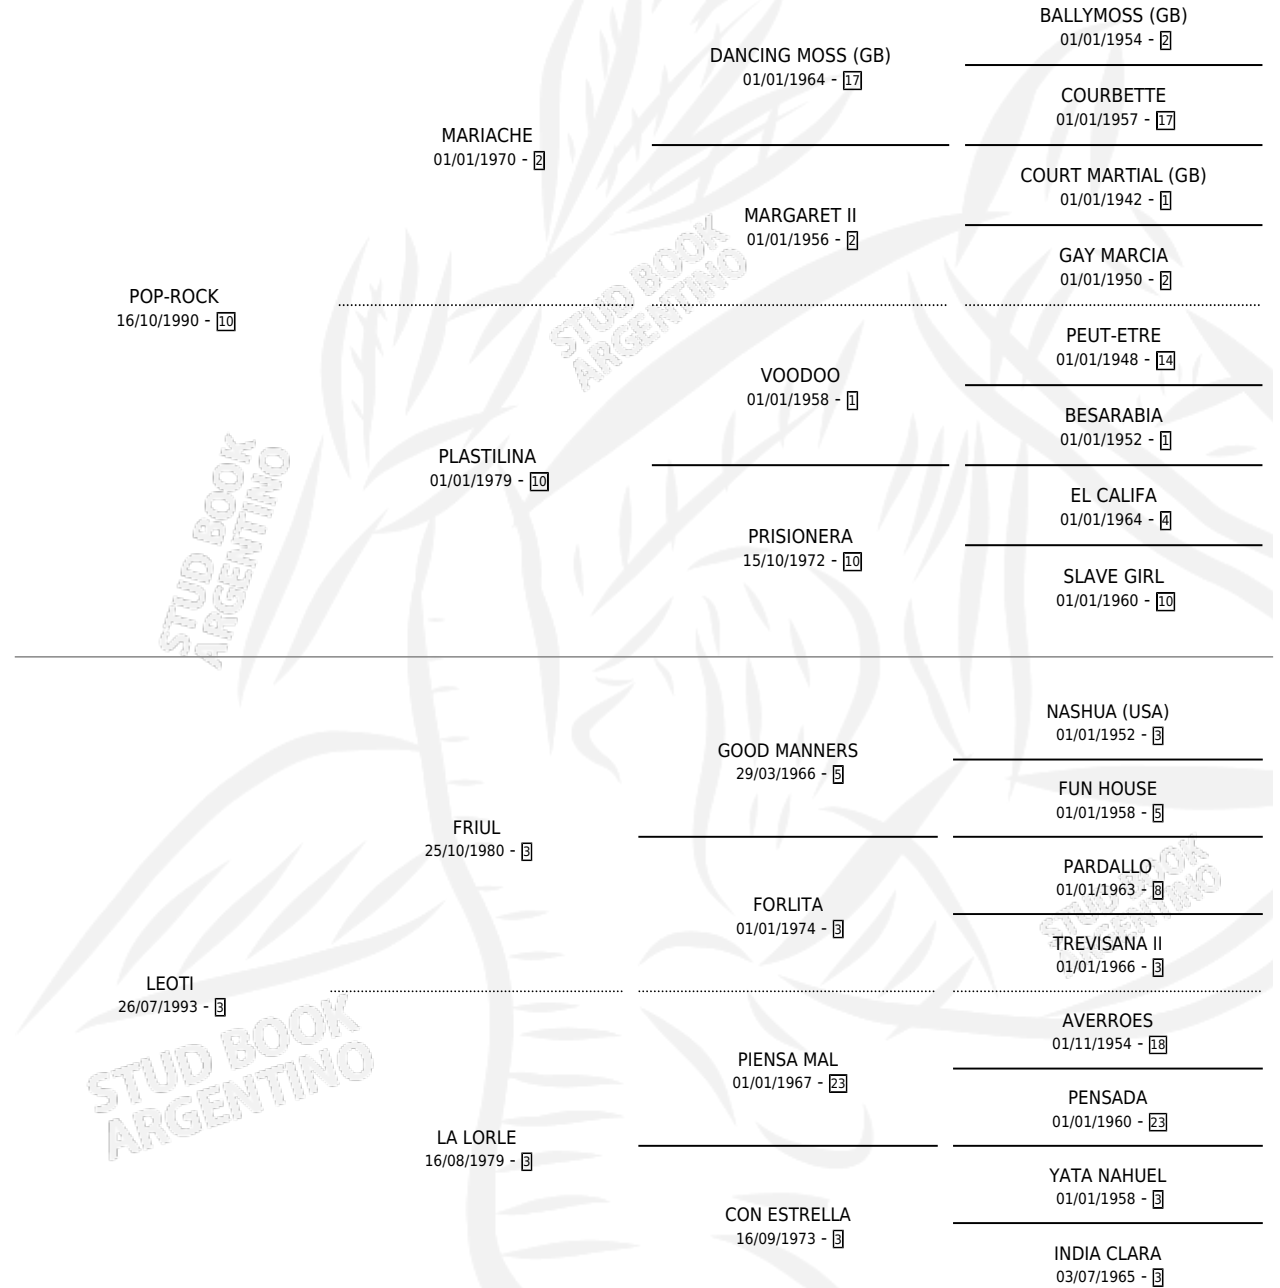 BALLYMOSS (GB)
01/01/1954 - 2
DANCING MOSS (GB)
01/01/1964 - 17
COURBETTE
01/01/1957 - 17
MARIACHE
01/01/1970 - 2
COURT MARTIAL (GB)
01/01/1942 - 1
MARGARET II
01/01/1956 - 2
GAY MARCIA
01/01/1950 - 2
POP-ROCK
16/10/1990 - 10
PEUT-ETRE
01/01/1948 - 14
VOODOO
01/01/1958 - 1
BESARABIA
01/01/1952 - 1
PLASTILINA
01/01/1979 - 10
EL CALIFA
01/01/1964 - 4
PRISIONERA
15/10/1972 - 10
SLAVE GIRL
01/01/1960 - 10
NASHUA (USA)
01/01/1952 - 3
GOOD MANNERS
29/03/1966 - 5
FUN HOUSE
01/01/1958 - 5
FRIUL
25/10/1980 - 3
PARDALLO
01/01/1963 - 8
FORLITA
01/01/1974 - 3
TREVISANA II
01/01/1966 - 3
LEOTI
26/07/1993 - 3
AVERROES
01/11/1954 - 18
PIENSA MAL
01/01/1967 - 23
PENSADA
01/01/1960 - 23
LA LORLE
16/08/1979 - 3
YATA NAHUEL
01/01/1958 - 3
CON ESTRELLA
16/09/1973 - 3
INDIA CLARA
03/07/1965 - 3
STUD BOOK
ARGENTINO
STUD BOOK
ARGENTINO
STUD BOOK
ARGENTINO
STUD BOOK
ARGENTINO